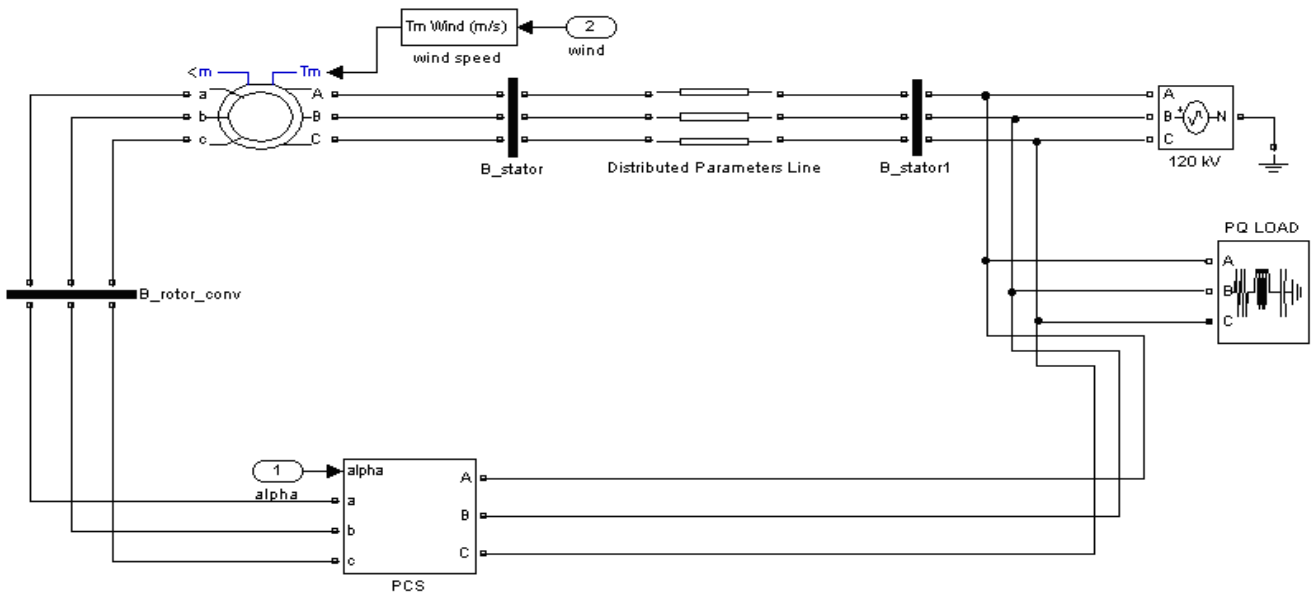 Tm Wind (m/s)
2
wind speed
wind
<m
Tm
a
A
A
b
B
B
N
c
C
C
B_stator
Distributed Parameters Line
B_stator1
120 kV
PQ LOAD
A
B
C
B_rotor_conv
1
alpha
alpha
A
a
B
b
C
c
PCS